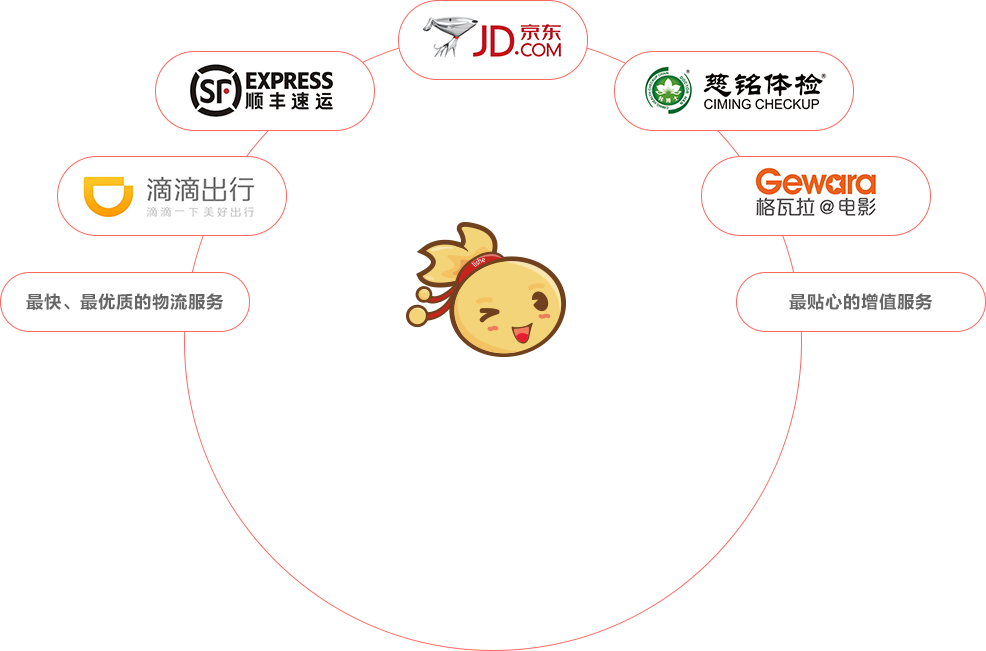 JD.京东
.COM
SF EXPRESS
顺丰速运
慈铭体检®
CIMING CHECKUP
滴滴出行
滴滴一下 美好出行
Gewara
格瓦拉@电影
lishe
最快、最优质的物流服务
最贴心的增值服务